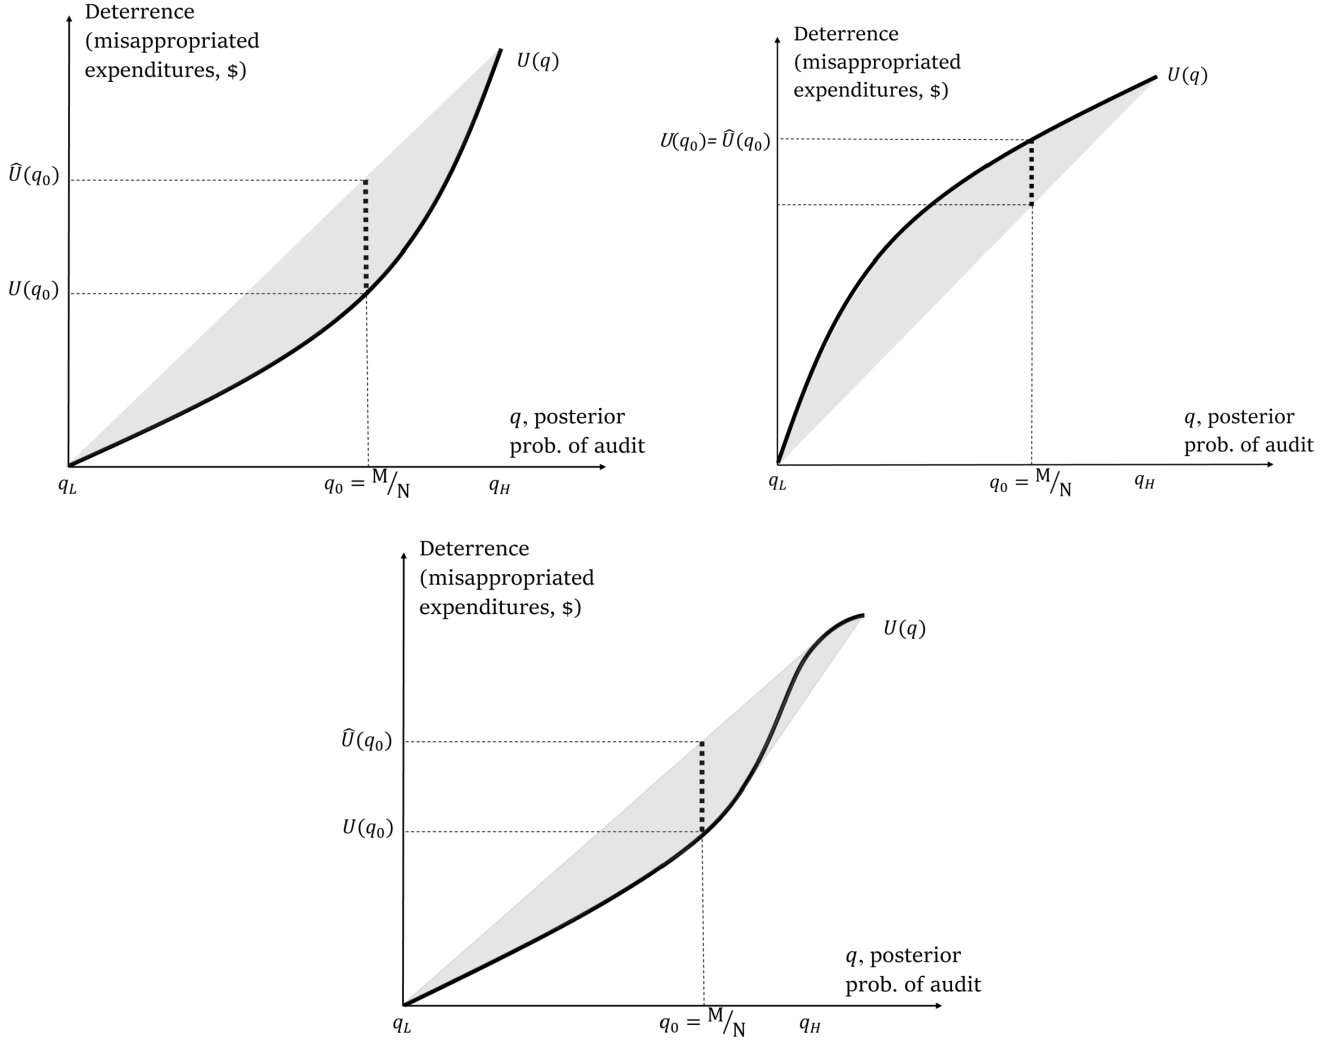 Deterrence
(misappropriated
expenditures, $)
U(q)
Û(q₀)
U(q₀)
q, posterior
prob. of audit
q_L
q₀ = M/N
q_H
Deterrence
(misappropriated
expenditures, $)
U(q)
U(q₀)= Û(q₀)
q, posterior
prob. of audit
q_L
q₀ = M/N
q_H
Deterrence
(misappropriated
expenditures, $)
U(q)
Û(q₀)
U(q₀)
q, posterior
prob. of audit
q_L
q₀ = M/N
q_H